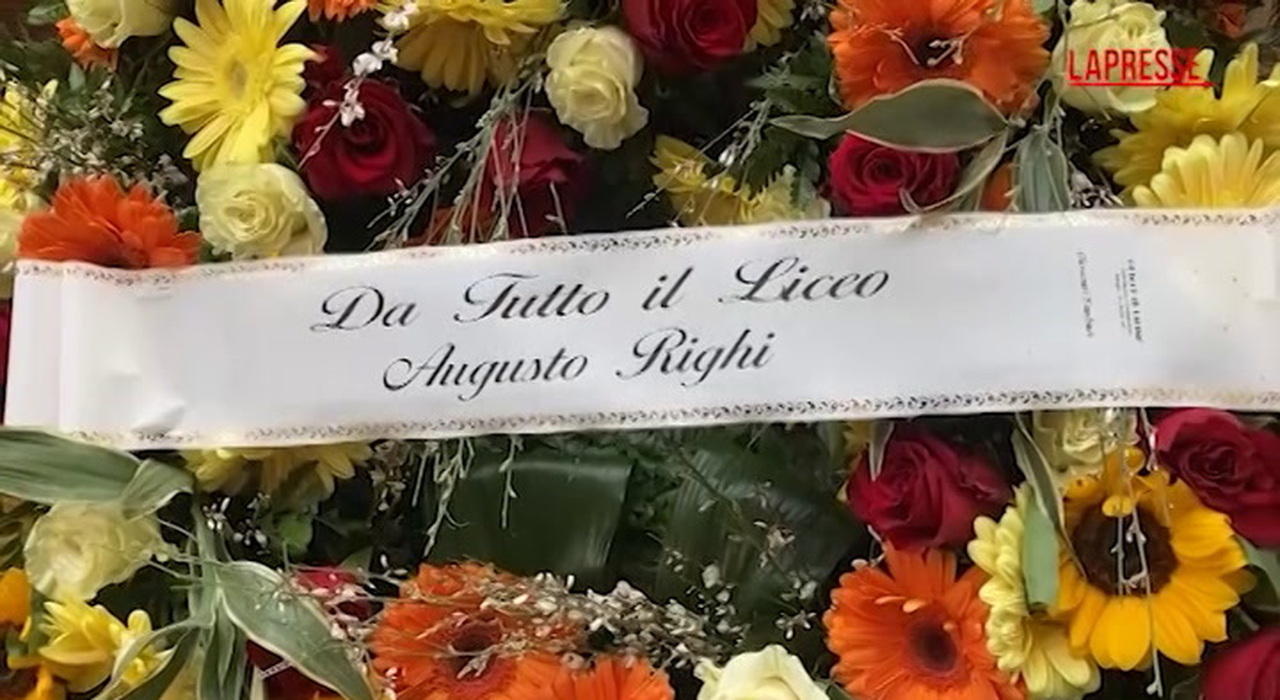 LAPRESSE
Da Tutto il Liceo
Augusto Righi